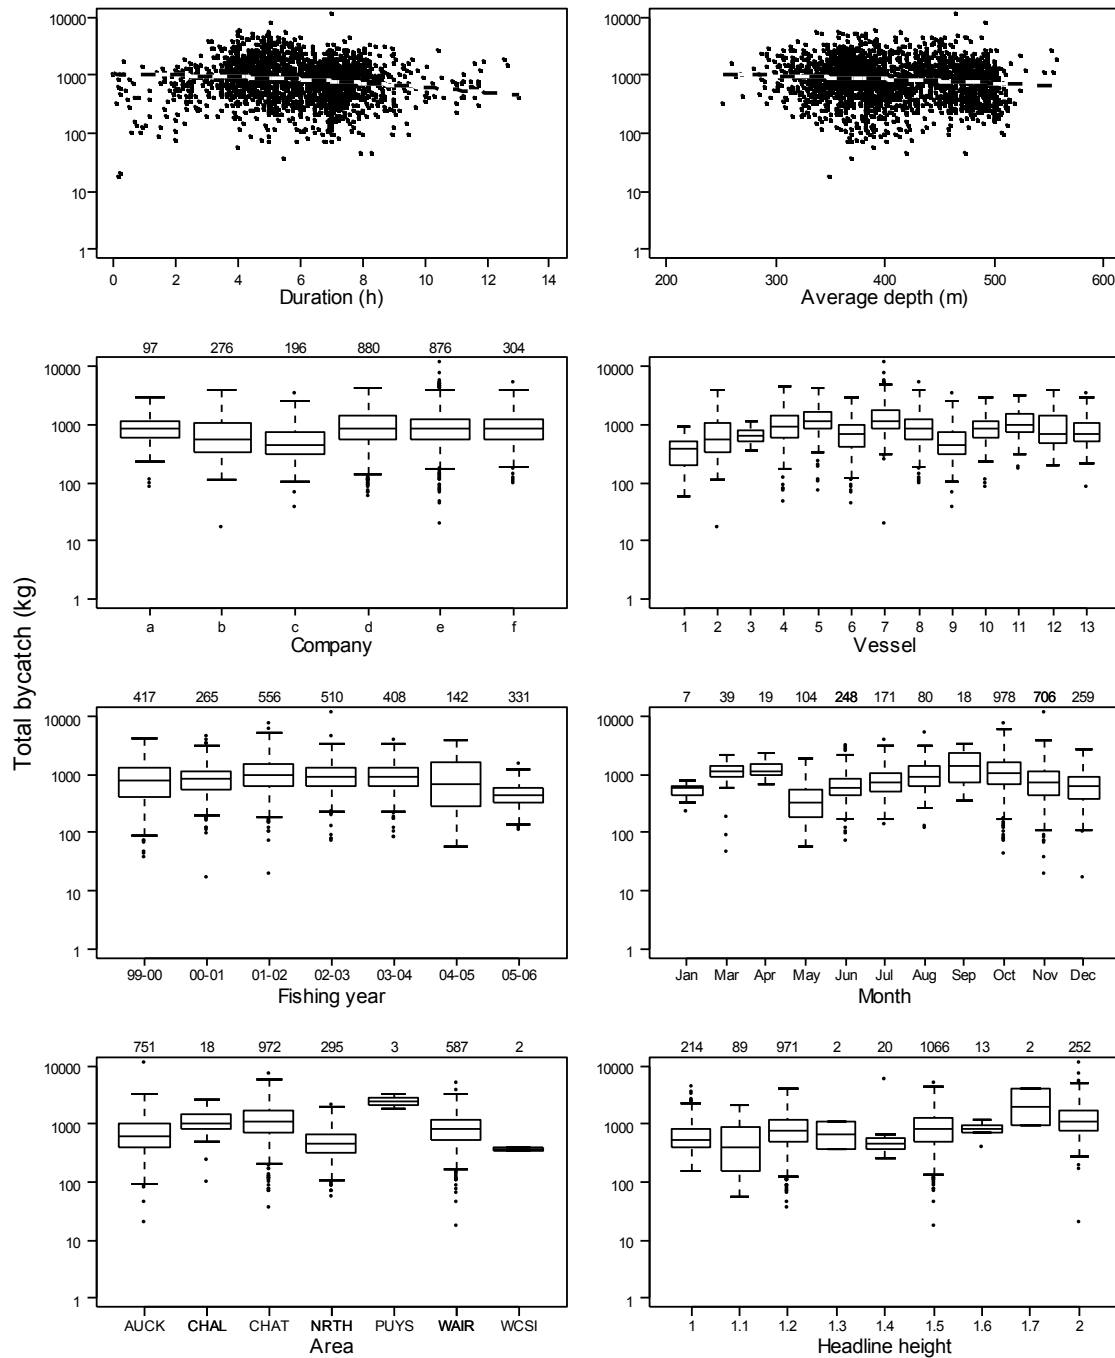 10000
1000
100
10
1
0 2 4 6 8 10 12 14
Duration (h)
10000
1000
100
10
1
200 300 400 500 600
Average depth (m)
97 276 196 880 876 304
10000
1000
100
10
1
a b c d e f
Company
10000
1000
100
10
1
1 2 3 4 5 6 7 8 9 10 11 12 13
Vessel
Total bycatch (kg)
417 265 556 510 408 142 331
10000
1000
100
10
1
99-00 00-01 01-02 02-03 03-04 04-05 05-06
Fishing year
7 39 19 104 248 171 80 18 978 706 259
10000
1000
100
10
1
Jan Mar Apr May Jun Jul Aug Sep Oct Nov Dec
Month
751 18 972 295 3 587 2
10000
1000
100
10
1
AUCK CHAL CHAT NRTH PUYS WAIR WCSI
Area
214 89 971 2 20 1066 13 2 252
10000
1000
100
10
1
1 1.1 1.2 1.3 1.4 1.5 1.6 1.7 2
Headline height